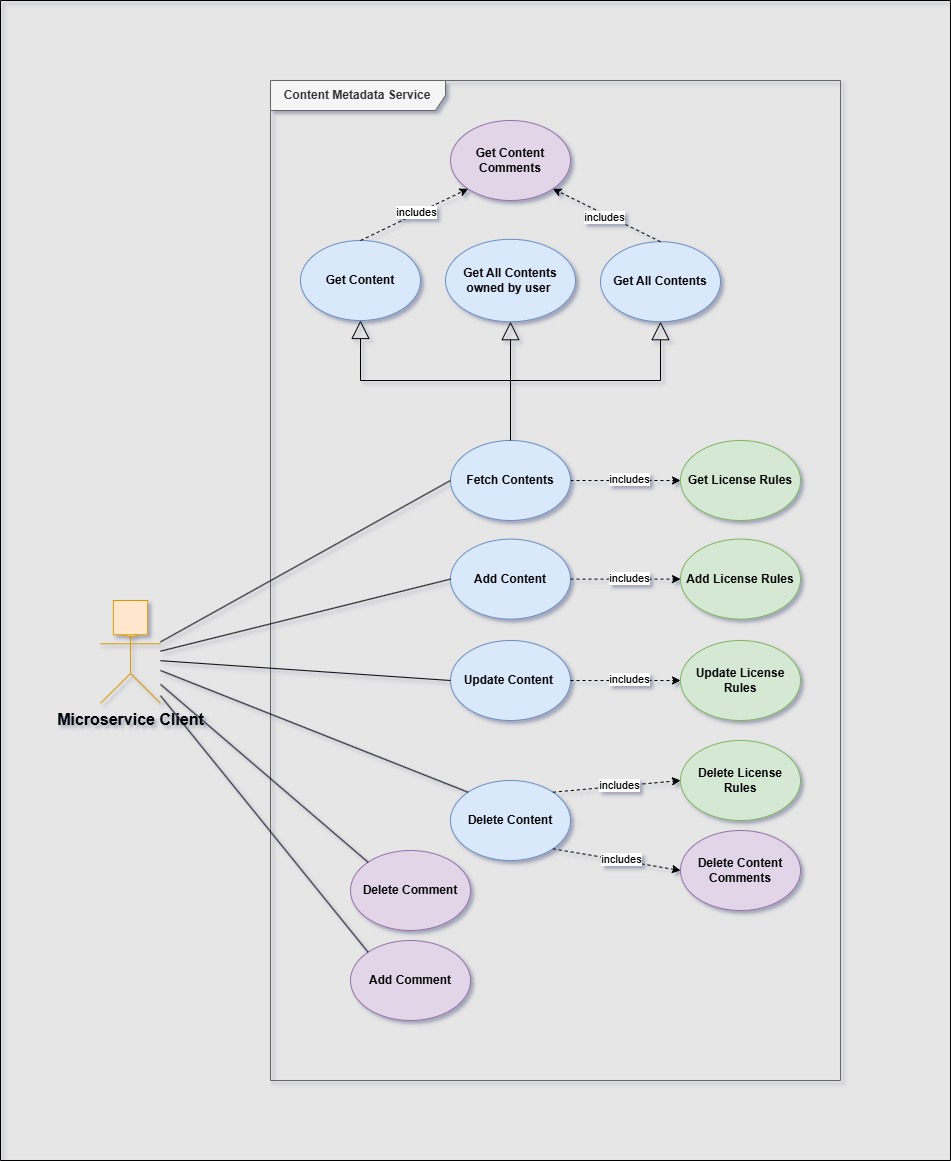 Content Metadata Service
Get Content
Comments
includes
includes
Get Content
Get All Contents
owned by user
Get All Contents
Fetch Contents
includes
Get License Rules
Add Content
includes
Add License Rules
Update Content
includes
Update License
Rules
Microservice Client
Delete License
Rules
includes
Delete Content
includes
Delete Content
Comments
Delete Comment
Add Comment